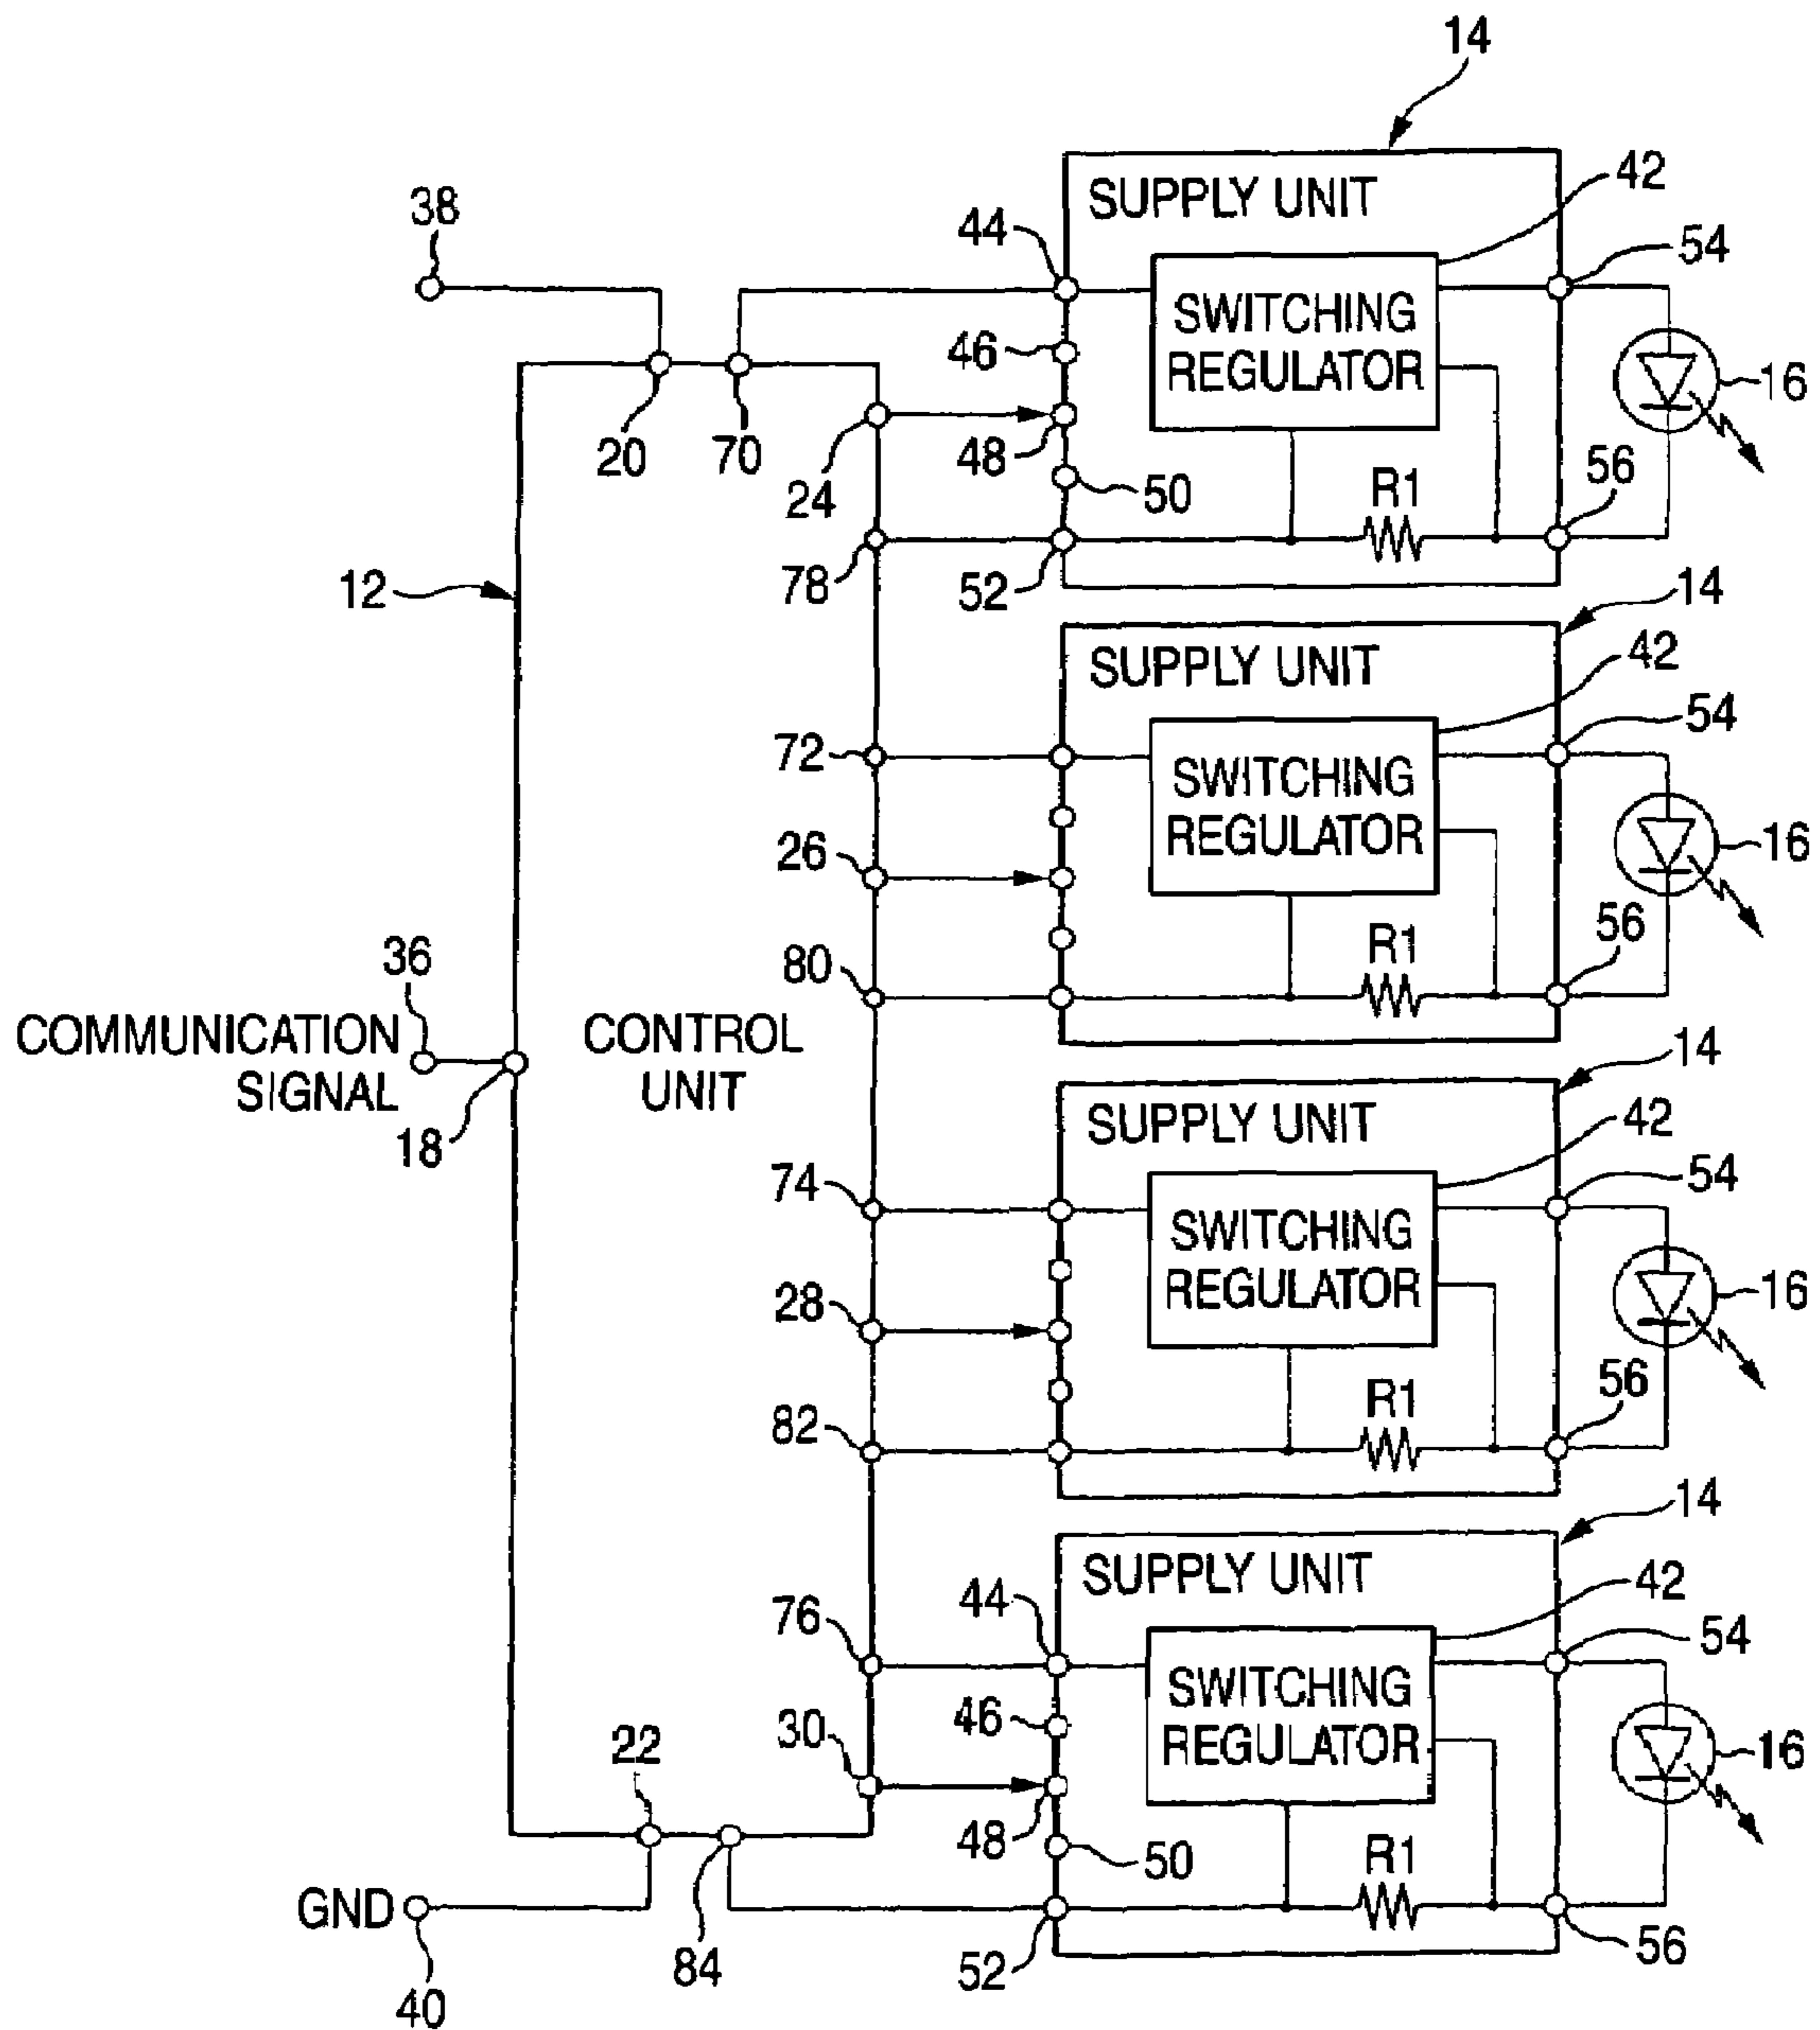 14
SUPPLY UNIT
42
38
44
54
SWITCHING
REGULATOR
46
16
20
70
24
48
50
R1
56
78
52
12
14
SUPPLY UNIT
42
54
72
SWITCHING
REGULATOR
26
16
80
R1
56
36
COMMUNICATION
SIGNAL
CONTROL
UNIT
18
14
SUPPLY UNIT
42
54
74
SWITCHING
REGULATOR
28
16
82
R1
56
14
SUPPLY UNIT
42
44
54
76
SWITCHING
REGULATOR
46
16
30
22
48
50
R1
GND
84
52
56
40